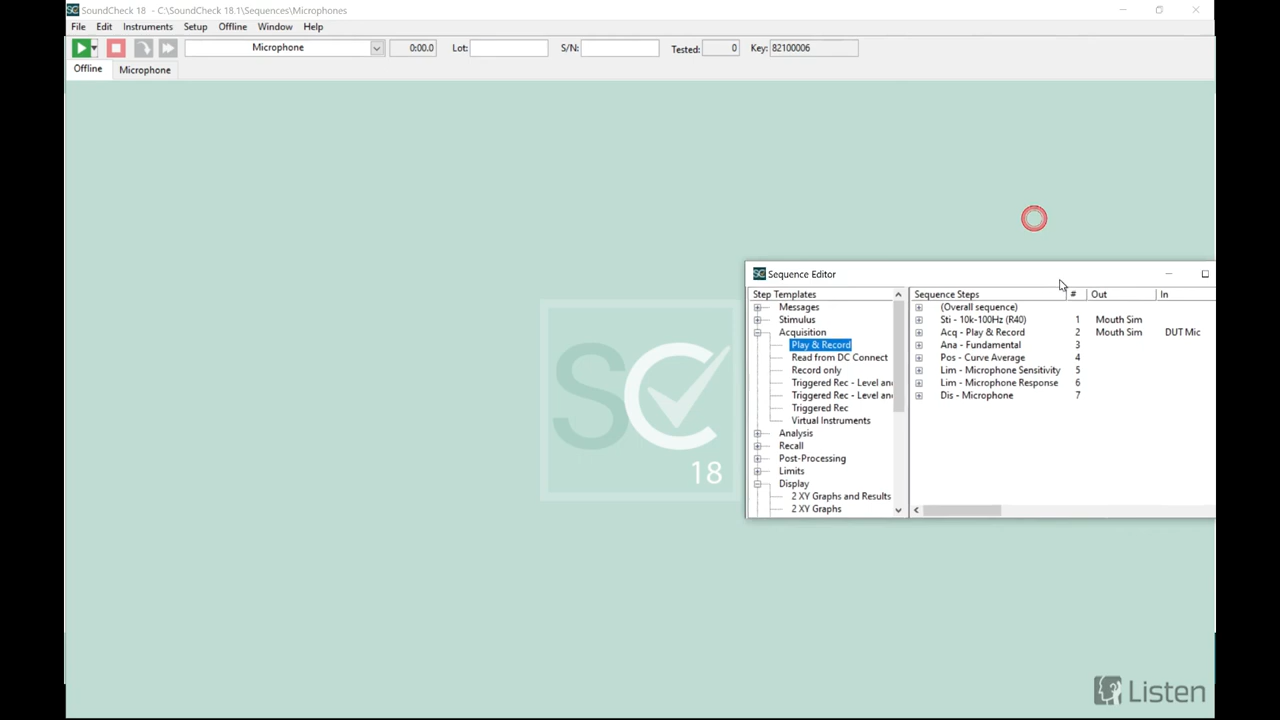 SoundCheck 18 - C:\SoundCheck 18.1\Sequences\Microphones
File Edit Instruments Setup Offline Window Help
Microphone 0:00.0 Lot: S/N: Tested: 0 Key: 82100006
Offline Microphone
SC
18
Sequence Editor
Step Templates
Messages
Stimulus
Acquisition
Play & Record
Read from DC Connect
Record only
Triggered Rec - Level an
Triggered Rec - Level an
Triggered Rec
Virtual Instruments
Analysis
Recall
Post-Processing
Limits
Display
2 XY Graphs and Results
2 XY Graphs
Sequence Steps # Out In
(Overall sequence)
Sti - 10k-100Hz (R40) 1 Mouth Sim
Acq - Play & Record 2 Mouth Sim DUT Mic
Ana - Fundamental 3
Pos - Curve Average 4
Lim - Microphone Sensitivity 5
Lim - Microphone Response 6
Dis - Microphone 7
Listen